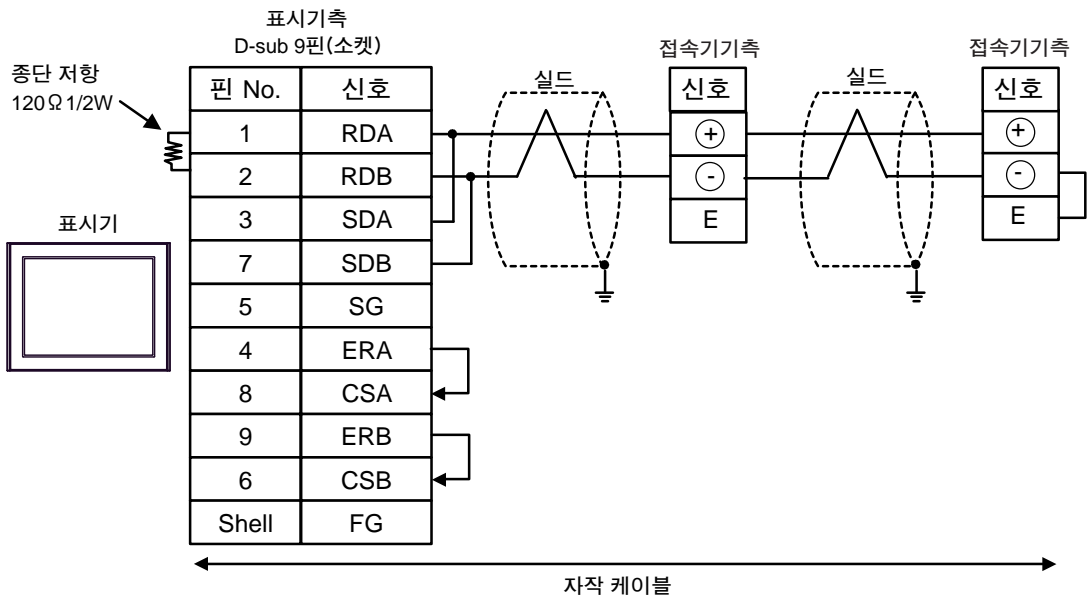 표시기측
D-sub 9핀(소켓)
종단 저항
120Ω1/2W
표시기
핀 No. 신호
1 RDA
2 RDB
3 SDA
7 SDB
5 SG
4 ERA
8 CSA
9 ERB
6 CSB
Shell FG
실드
접속기기측
신호
+
-
E
실드
접속기기측
신호
+
-
E
자작 케이블